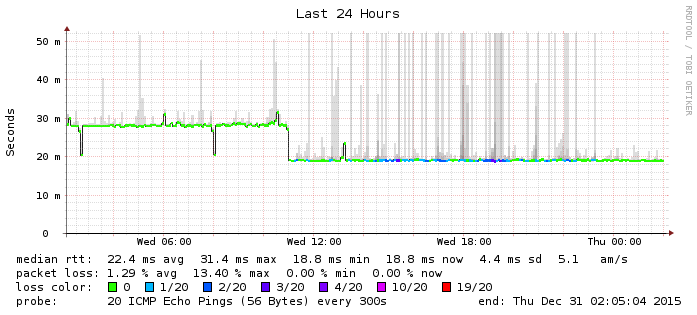 Last 24 Hours
RRDTOOL / TOBI OETIKER
Seconds
50 m
40 m
30 m
20 m
10 m
0
Wed 06:00 Wed 12:00 Wed 18:00 Thu 00:00
median rtt: 22.4 ms avg 31.4 ms max 18.8 ms min 18.8 ms now 4.4 ms sd 5.1 am/s
packet loss: 1.29 % avg 13.40 % max 0.00 % min 0.00 % now
loss color: 0 1/20 2/20 3/20 4/20 10/20 19/20
probe: 20 ICMP Echo Pings (56 Bytes) every 300s end: Thu Dec 31 02:05:04 2015